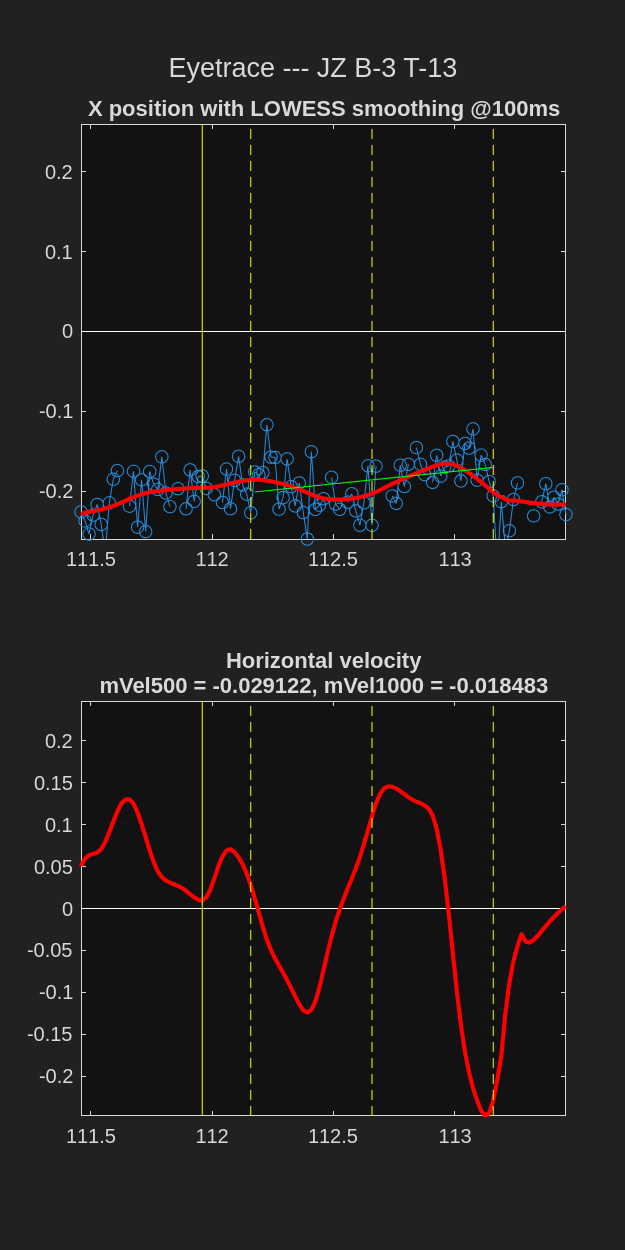 Eyetrace --- JZ B-3 T-13
X position with LOWESS smoothing @100ms
0.2
0.1
0
-0.1
-0.2
111.5 112 112.5 113
Horizontal velocity
mVel500 = -0.029122, mVel1000 = -0.018483
0.2
0.15
0.1
0.05
0
-0.05
-0.1
-0.15
-0.2
111.5 112 112.5 113